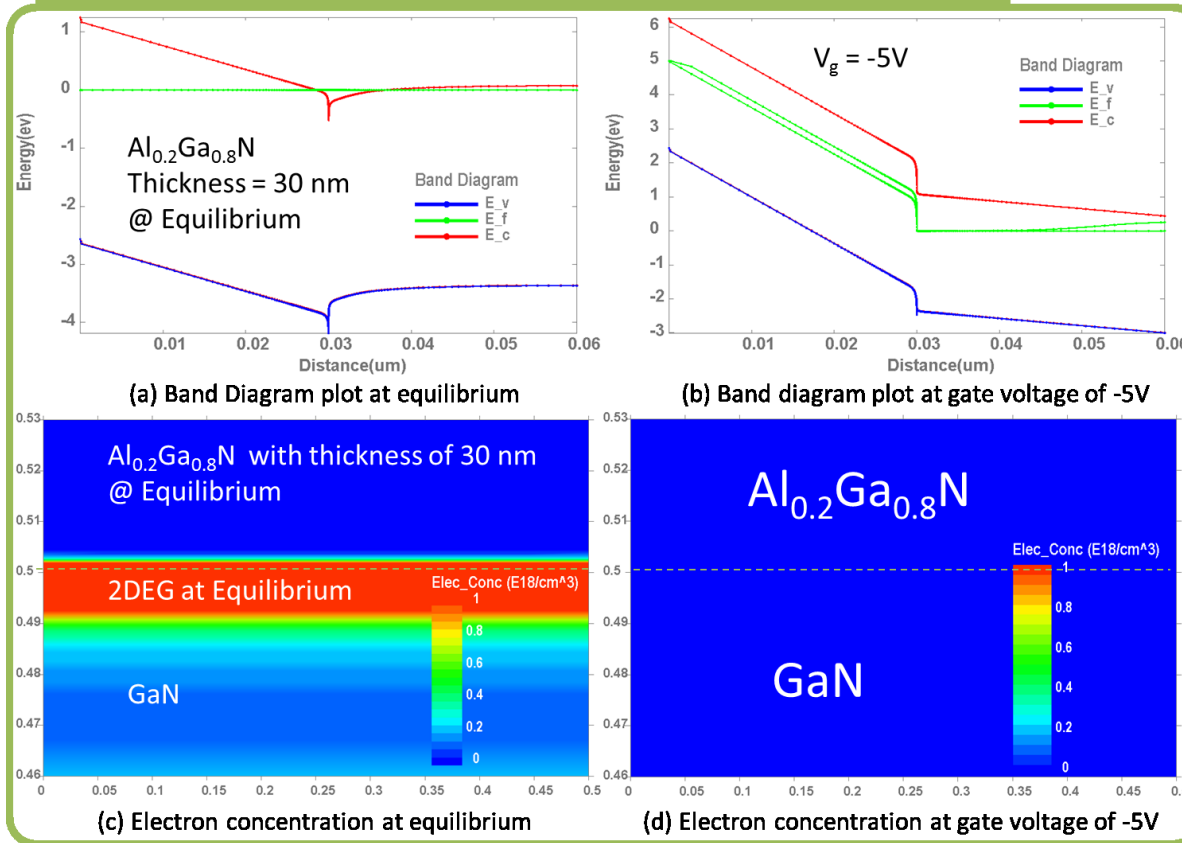 1
0
-1
-2
-3
-4
Energy(ev)
Al0.2Ga0.8N
Thickness = 30 nm
@ Equilibrium
Band Diagram
E_v
E_f
E_c
0.01
0.02
0.03
0.04
0.05
0.06
Distance(um)
(a) Band Diagram plot at equilibrium
6
5
4
3
2
1
0
-1
-2
-3
Energy(ev)
Vg = -5V
Band Diagram
E_v
E_f
E_c
0.01
0.02
0.03
0.04
0.05
0.06
Distance(um)
(b) Band diagram plot at gate voltage of -5V
0.53
0.52
0.51
0.5
0.49
0.48
0.47
0.46
Al0.2Ga0.8N with thickness of 30 nm
@ Equilibrium
2DEG at Equilibrium
GaN
Elec_Conc (E18/cm^3)
1
0.8
0.6
0.4
0.2
0
0 0.05 0.1 0.15 0.2 0.25 0.3 0.35 0.4 0.45 0.5
(c) Electron concentration at equilibrium
0.53
0.52
0.51
0.5
0.49
0.48
0.47
0.46
Al0.2Ga0.8N
GaN
Elec_Conc (E18/cm^3)
1
0.8
0.6
0.4
0.2
0
0 0.05 0.1 0.15 0.2 0.25 0.3 0.35 0.4 0.45 0.5
(d) Electron concentration at gate voltage of -5V